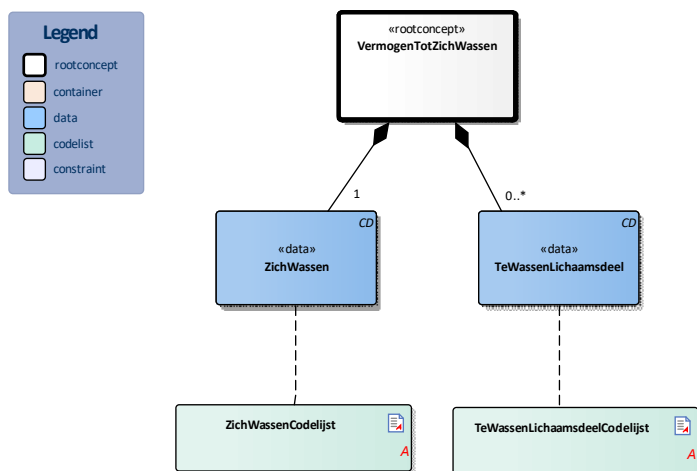 Legend
rootconcept
container
data
codelist
constraint
«rootconcept»
VermogenTotZichWassen
1
0..*
CD
«data»
ZichWassen
CD
«data»
TeWassenLichaamsdeel
ZichWassenCodelijst
A
TeWassenLichaamsdeelCodelijst
A